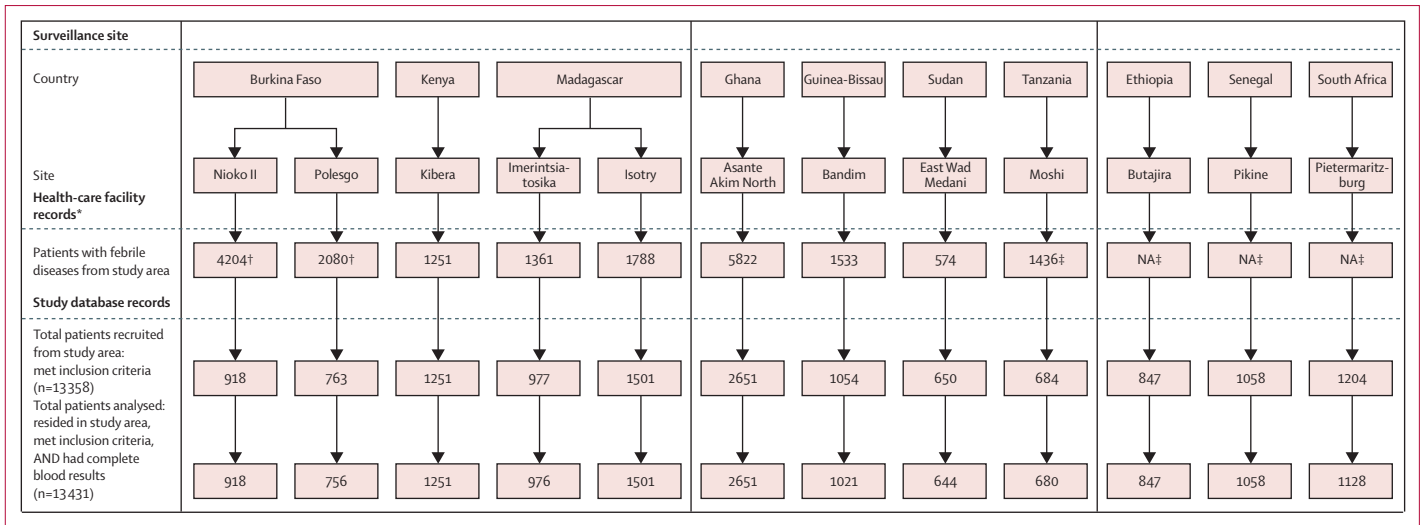 Surveillance site
Country
Burkina Faso
Kenya
Madagascar
Ghana
Guinea-Bissau
Sudan
Tanzania
Ethiopia
Senegal
South Africa
Site
Nioko II
Polesgo
Kibera
Imerintsia-
tosika
Isotry
Asante
Akim North
Bandim
East Wad
Medani
Moshi
Butajira
Pikine
Pietermaritz-
burg
Health-care facility
records*
Patients with febrile
diseases from study area
4204†
2080†
1251
1361
1788
5822
1533
574
1436‡
NA‡
NA‡
NA‡
Study database records
Total patients recruited
from study area:
met inclusion criteria
(n=13358)
918
763
1251
977
1501
2651
1054
650
684
847
1058
1204
Total patients analysed:
resided in study area,
met inclusion criteria,
AND had complete
blood results
(n=13431)
918
756
1251
976
1501
2651
1021
644
680
847
1058
1128